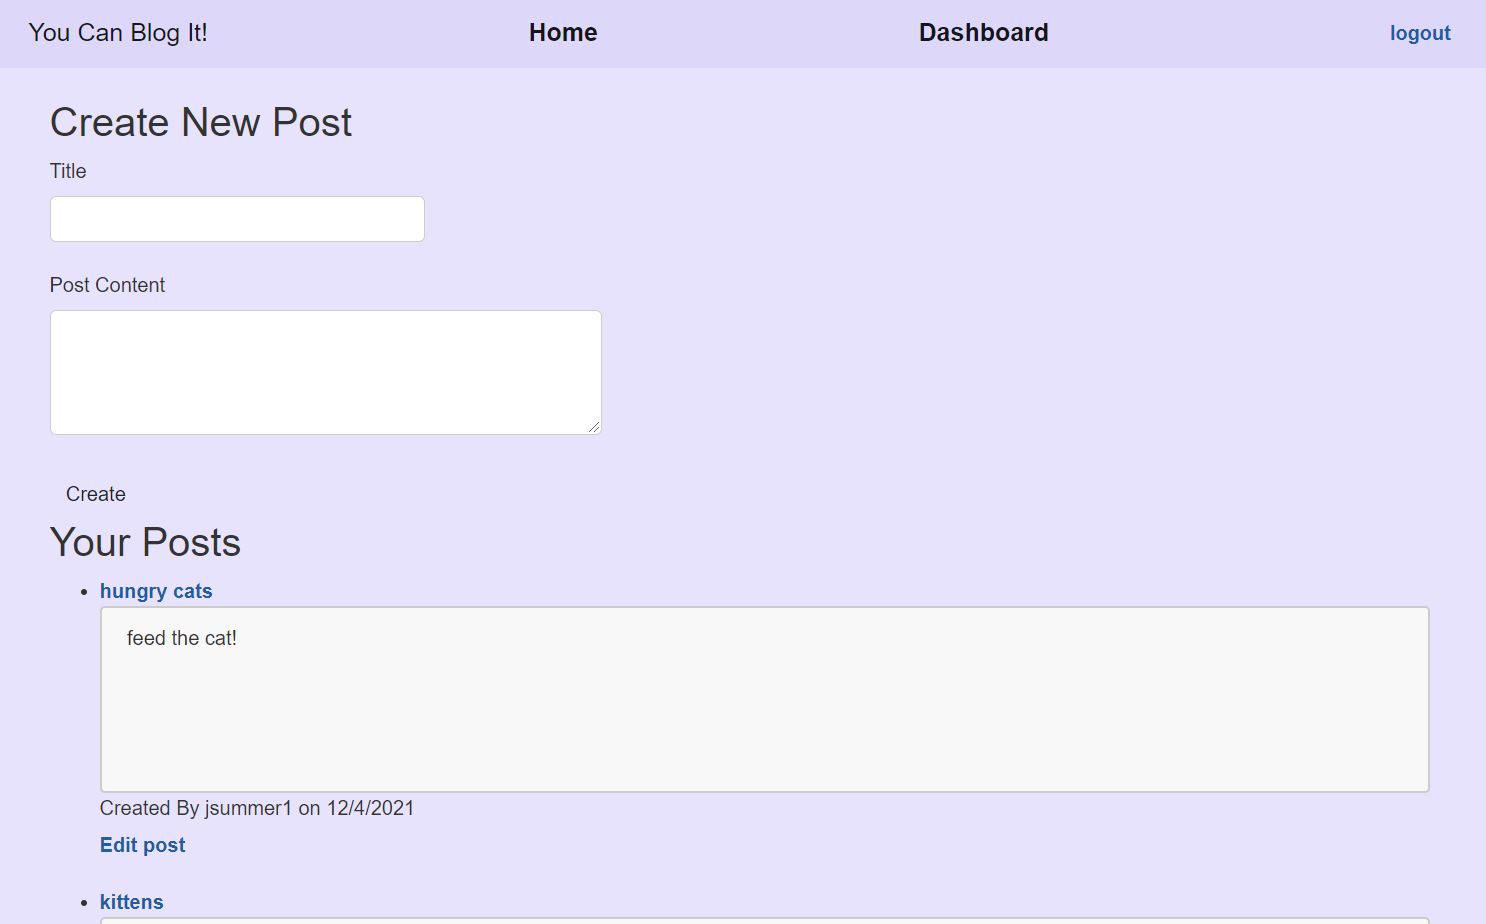 You Can Blog It! Home Dashboard logout
Create New Post
Title
Post Content
Create
Your Posts
hungry cats
feed the cat!
Created By jsummer1 on 12/4/2021
Edit post
kittens